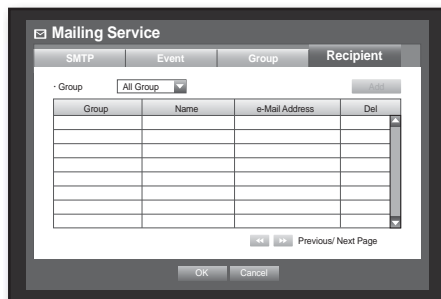 Mailing Service
SMTP Event Group Recipient
· Group All Group Add
Group Name e-Mail Address Del
Previous/ Next Page
OK Cancel